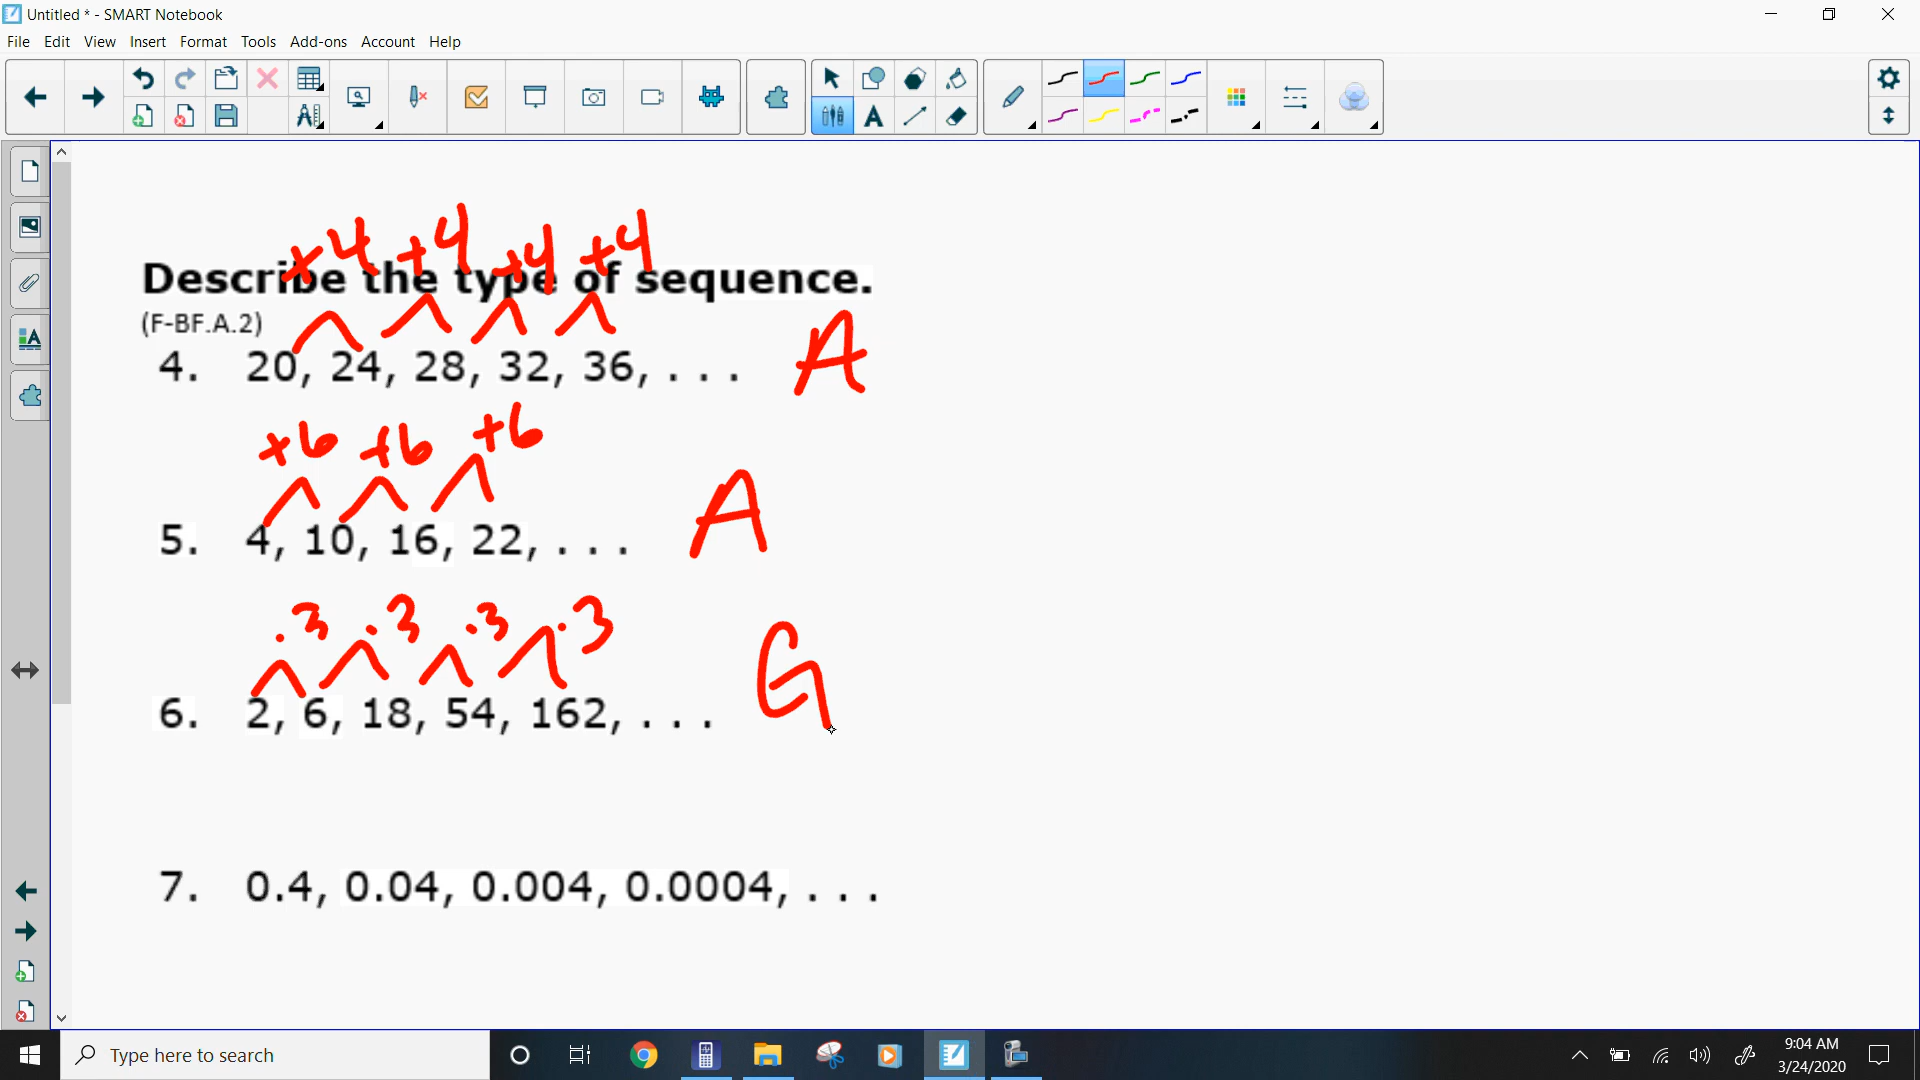 Untitled * - SMART Notebook
File Edit View Insert Format Tools Add-ons Account Help
+4 +4 +4 +4
Describe the type of sequence.
(F-BF.A.2)
4. 20, 24, 28, 32, 36, . . . A
+6 +6 +6
5. 4, 10, 16, 22, . . . A
·3 ·3 ·3 ·3
6. 2, 6, 18, 54, 162, . . . G
7. 0.4, 0.04, 0.004, 0.0004, . . .
Type here to search
9:04 AM
3/24/2020